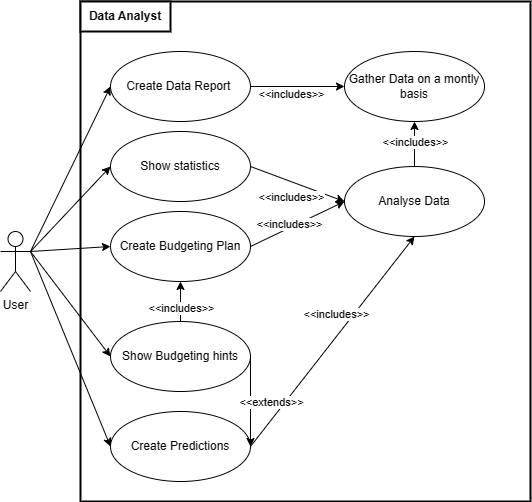 Data Analyst
Create Data Report
<<includes>>
Gather Data on a montly
basis
<<includes>>
Show statistics
<<includes>>
Analyse Data
<<includes>>
Create Budgeting Plan
User
<<includes>>
<<includes>>
Show Budgeting hints
<<extends>>
Create Predictions